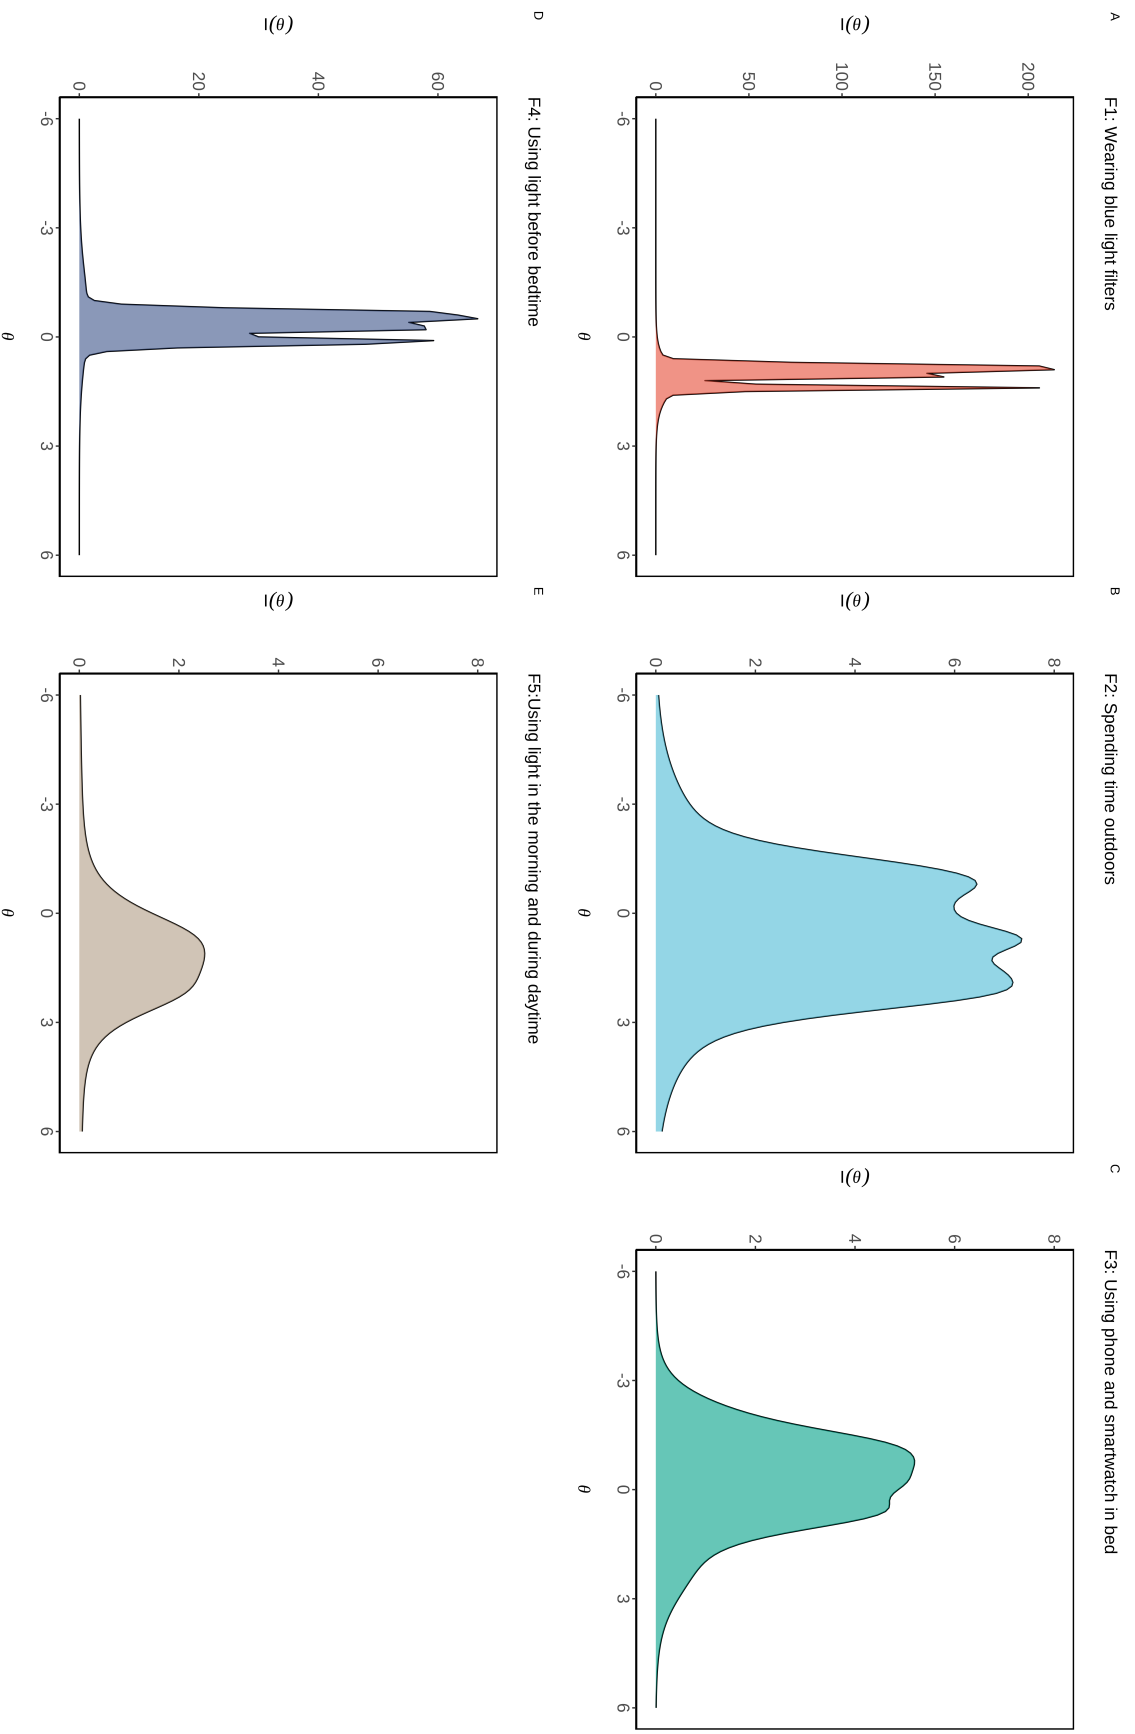 A
F1: Wearing blue light filters
I(θ)
200
150
100
50
0
-6
-3
0
3
6
θ
B
F2: Spending time outdoors
I(θ)
8
6
4
2
0
-6
-3
0
3
6
θ
C
F3: Using phone and smartwatch in bed
I(θ)
8
6
4
2
0
-6
-3
0
3
6
θ
D
F4: Using light before bedtime
I(θ)
60
40
20
0
-6
-3
0
3
6
θ
E
F5:Using light in the morning and during daytime
I(θ)
8
6
4
2
0
-6
-3
0
3
6
θ